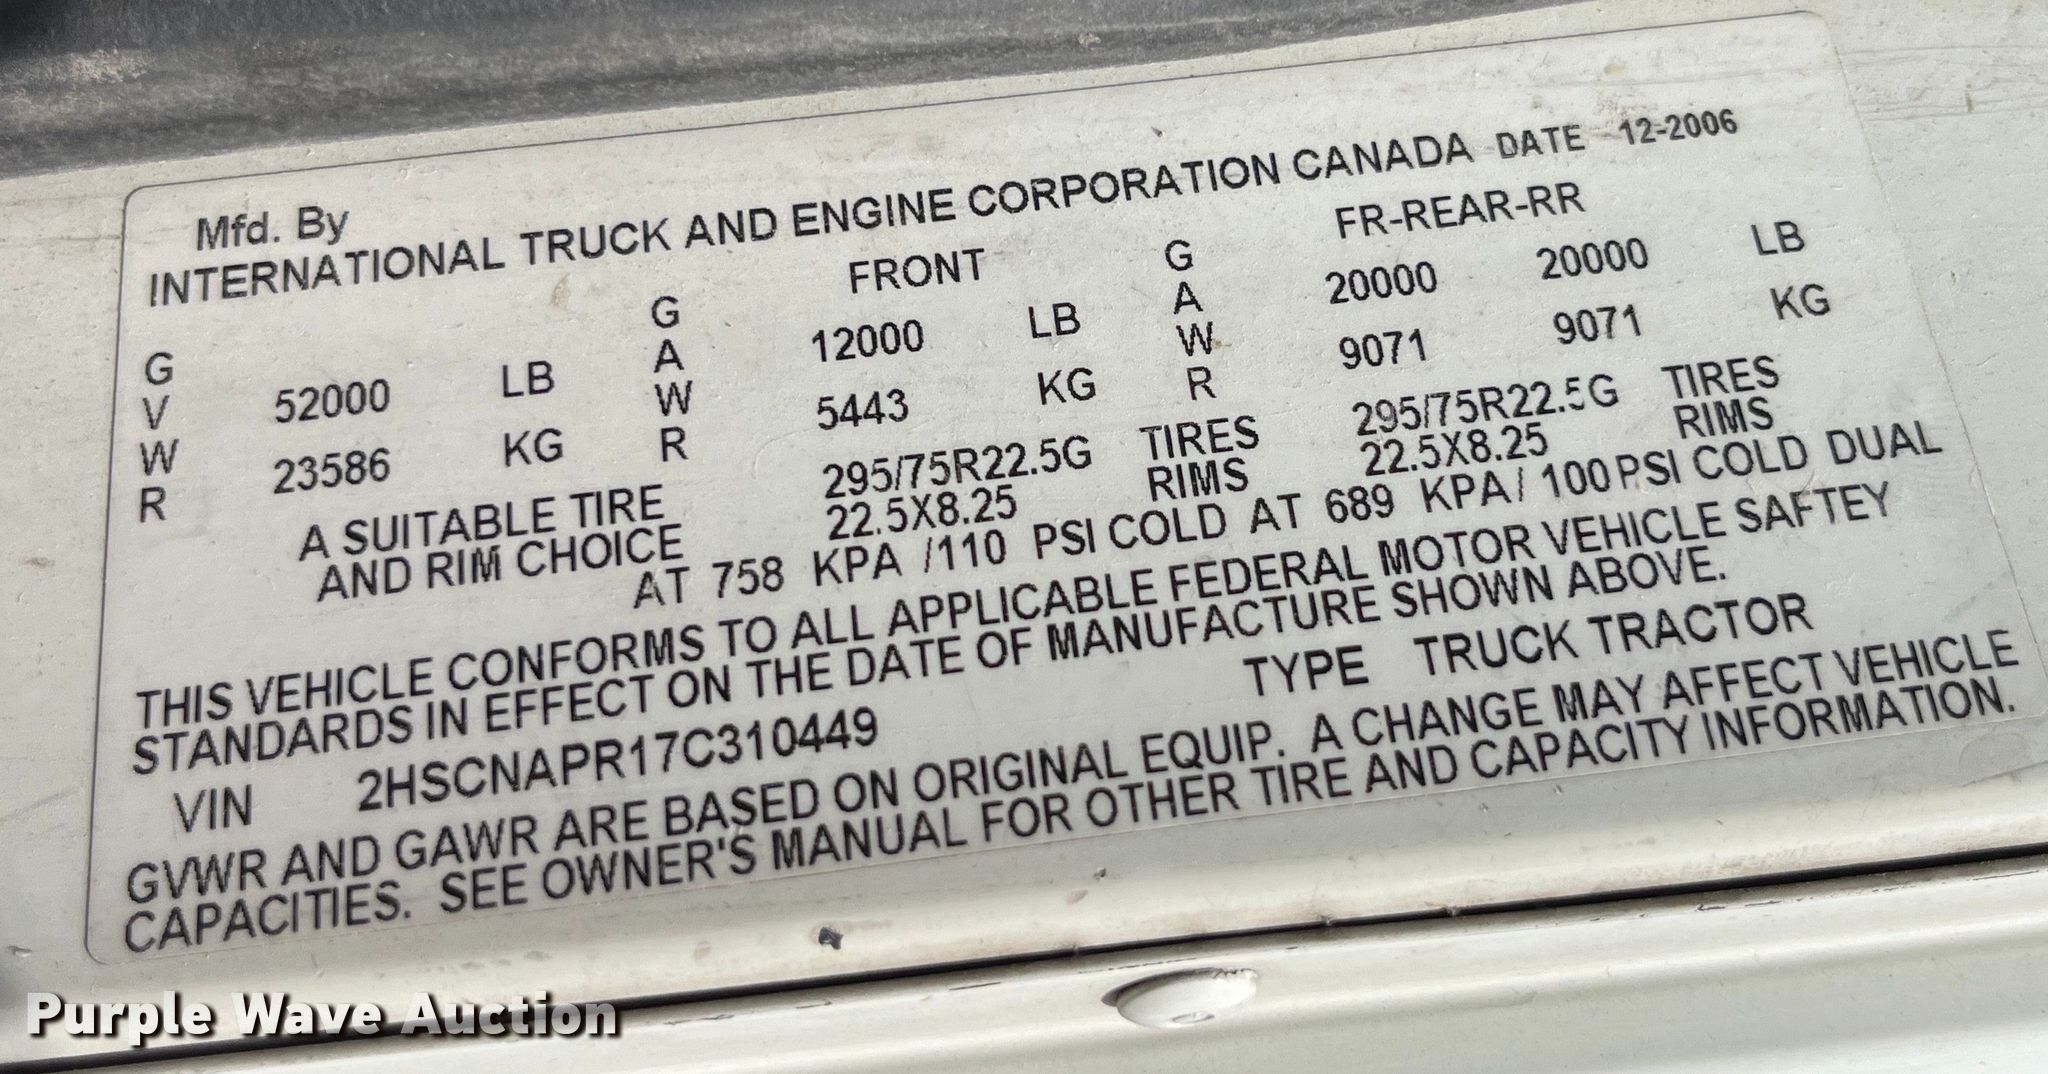 Mfd. By
INTERNATIONAL TRUCK AND ENGINE CORPORATION CANADA DATE 12-2006
FRONT FR-REAR-RR
GVWR 52000 LB GAWR 12000 LB GAWR 20000 20000 LB
23586 KG 5443 KG 9071 9071 KG
A SUITABLE TIRE 295/75R22.5G TIRES 295/75R22.5G TIRES
AND RIM CHOICE 22.5X8.25 RIMS 22.5X8.25 RIMS
AT 758 KPA /110 PSI COLD AT 689 KPA/ 100PSI COLD DUAL
THIS VEHICLE CONFORMS TO ALL APPLICABLE FEDERAL MOTOR VEHICLE SAFTEY
STANDARDS IN EFFECT ON THE DATE OF MANUFACTURE SHOWN ABOVE.
VIN 2HSCNAPR17C310449 TYPE TRUCK TRACTOR
GVWR AND GAWR ARE BASED ON ORIGINAL EQUIP. A CHANGE MAY AFFECT VEHICLE
CAPACITIES. SEE OWNER'S MANUAL FOR OTHER TIRE AND CAPACITY INFORMATION.
Purple Wave Auction